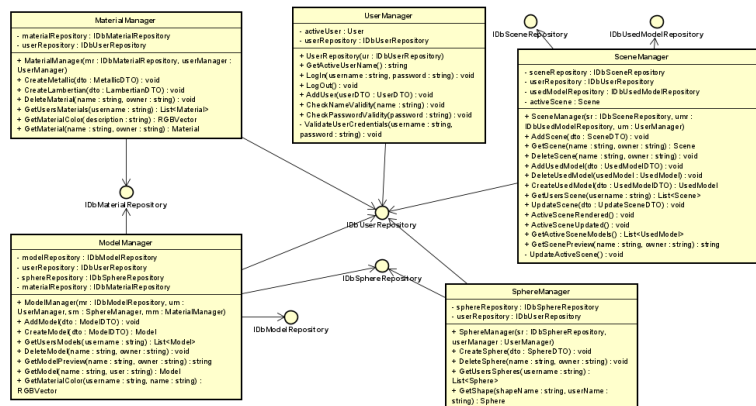 MaterialManager
- materialRepository : IDbMaterialRepository
- userRepository : IDbUserRepository
+ MaterialManager(mr : IDbMaterialRepository, userManager :
UserManager)
+ CreateMetallic(dto : MetallicDTO) : void
+ CreateLambertian(dto : LambertianDTO) : void
+ DeleteMaterial(name : string, owner : string) : void
+ GetUsersMaterials(username : string) : List<Material>
+ GetMaterialColor(description : string) : RGBVector
+ GetMaterial(name : string, owner : string) : Material
UserManager
- activeUser : User
- userRepository : IDbUserRepository
+ UserRepository(ur : IDbUserRepository)
+ GetActiveUserName() : string
+ LogIn(username : string, password : string) : void
+ LogOut() : void
+ AddUser(userDTO : UserDTO) : void
+ CheckNameValidity(name : string) : void
+ CheckPasswordValidity(password : string) : void
- ValidateUserCredentials(username : string,
password : string) : void
IDbSceneRepository
IDbUsedModelRepository
SceneManager
- sceneRepository : IDbSceneRepository
- userRepository : IDbUserRepository
- usedModelRepository : IDbUsedModelRepository
- activeScene : Scene
+ SceneManager(sr : IDbSceneRepository, umr :
IDbUsedModelRepository, um : UserManager)
+ AddScene(dto : SceneDTO) : void
+ GetScene(name : string, owner : string) : Scene
+ DeleteScene(name : string, owner : string) : void
+ AddUsedModel(dto : UsedModelDTO) : void
+ DeleteUsedModel(usedModel : UsedModel) : void
+ CreateUsedModel(dto : UsedModelDTO) : UsedModel
+ GetUsersScene(username : string) : List<Scene>
+ UpdateScene(dto : UpdateSceneDTO) : void
+ ActiveSceneRendered() : void
+ ActiveSceneUpdated() : void
+ GetActiveSceneModels() : List<UsedModel>
+ GetScenePreview(name : string, owner : string) : string
- UpdateActiveScene() : void
IDbMaterialRepository
IDbUserRepository
ModelManager
- modelRepository : IDbModelRepository
- userRepository : IDbUserRepository
- sphereRepository : IDbSphereRepository
- materialRepository : IDbMaterialRepository
+ ModelManager(mr : IDbModelRepository, um :
UserManager, sm : SphereManager, mm : MaterialManager)
+ AddModel(dto : ModelDTO) : void
+ CreateModel(dto : ModelDTO) : Model
+ GetUsersModels(username : string) : List<Model>
+ DeleteModel(name : string, owner : string) : void
+ GetModelPreview(name : string, owner : string) : string
+ GetModel(name : string, user : string) : Model
+ GetMaterialColor(username : string, name : string) :
RGBVector
IDbSphereRepository
IDbModelRepository
SphereManager
- sphereRepository : IDbSphereRepository
- userRepository : IDbUserRepository
+ SphereManager(sr : IDbSphereRepository,
userManager : UserManager)
+ CreateSphere(dto : SphereDTO) : void
+ DeleteSphere(name : string, owner : string) : void
+ GetUsersSpheres(username : string) :
List<Sphere>
+ GetShape(shapeName : string, userName :
string) : Sphere